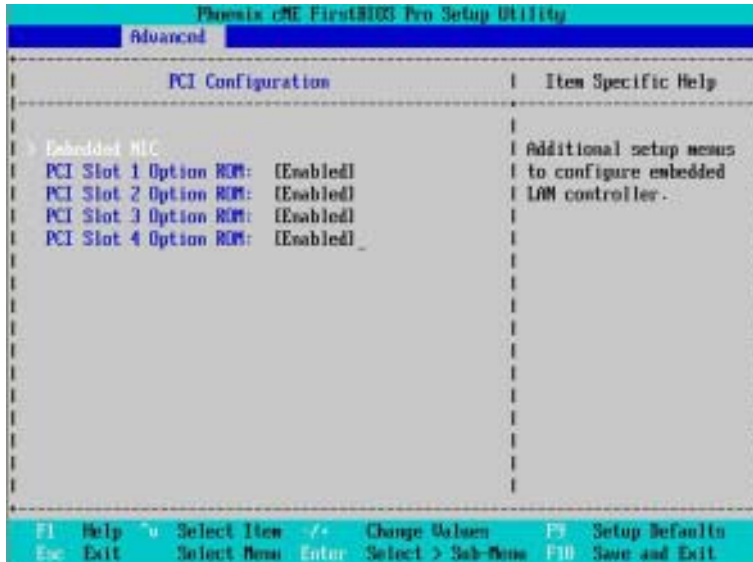 Phoenix cME FirstBIOS Pro Setup Utility
Advanced
PCI Configuration
Item Specific Help
> Embedded NIC
PCI Slot 1 Option ROM: [Enabled]
PCI Slot 2 Option ROM: [Enabled]
PCI Slot 3 Option ROM: [Enabled]
PCI Slot 4 Option ROM: [Enabled]_
Additional setup menus
to configure embedded
LAN controller.
F1 Help ^v Select Item -/+ Change Values F9 Setup Defaults
Esc Exit Select Menu Enter Select > Sub-Menu F10 Save and Exit